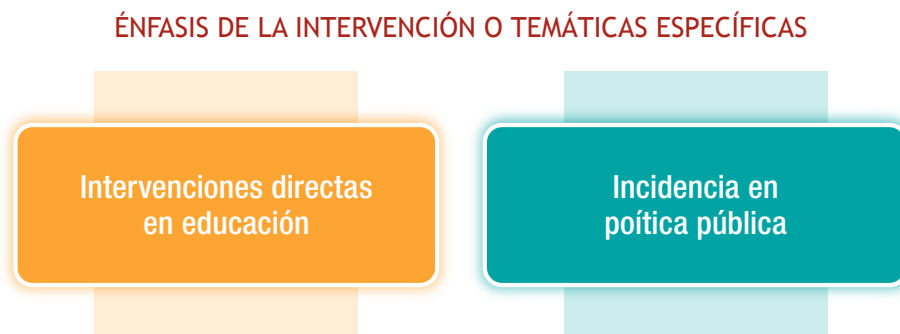 ÉNFASIS DE LA INTERVENCIÓN O TEMÁTICAS ESPECÍFICAS
Intervenciones directas
en educación
Incidencia en
poítica pública